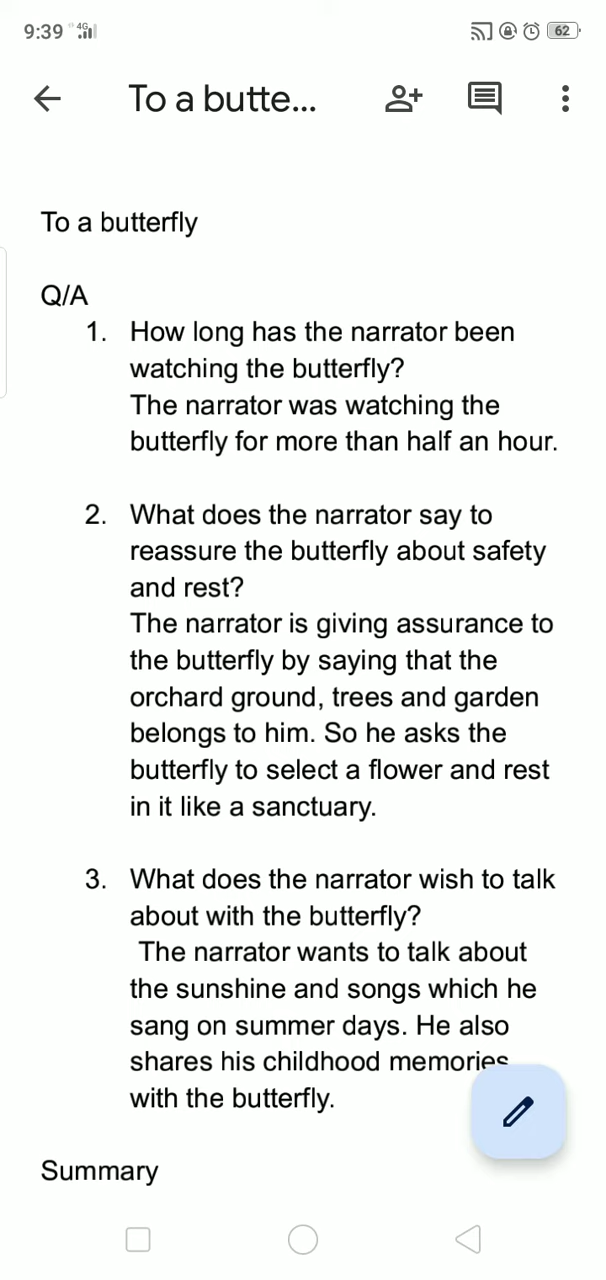 9:39 4G 62
To a butte...
To a butterfly
Q/A
1. How long has the narrator been
watching the butterfly?
The narrator was watching the
butterfly for more than half an hour.
2. What does the narrator say to
reassure the butterfly about safety
and rest?
The narrator is giving assurance to
the butterfly by saying that the
orchard ground, trees and garden
belongs to him. So he asks the
butterfly to select a flower and rest
in it like a sanctuary.
3. What does the narrator wish to talk
about with the butterfly?
The narrator wants to talk about
the sunshine and songs which he
sang on summer days. He also
shares his childhood memories
with the butterfly.
Summary